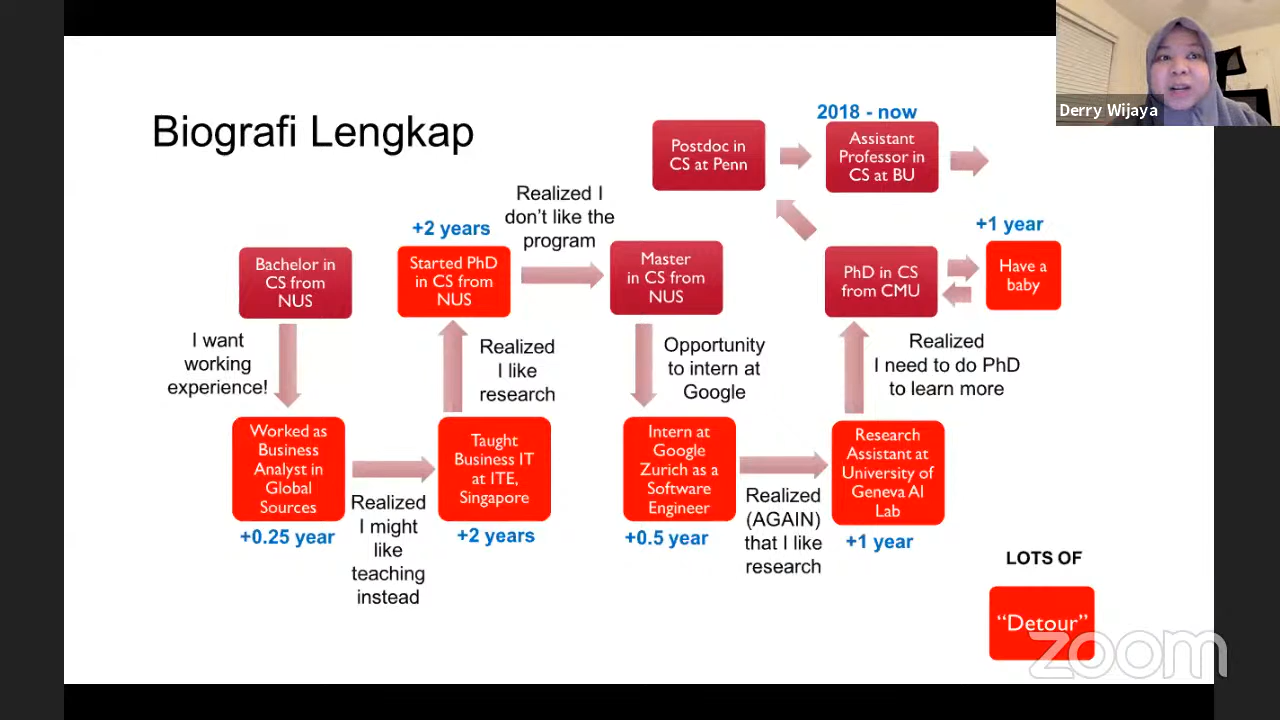 Derry Wijaya
Biografi Lengkap
Bachelor in
CS from
NUS
I want
working
experience!
Worked as
Business
Analyst in
Global
Sources
+0.25 year
Realized
I might
like
teaching
instead
Taught
Business IT
at ITE,
Singapore
+2 years
Realized
I like
research
+2 years
Started PhD
in CS from
NUS
Realized I
don't like the
program
Master
in CS from
NUS
Opportunity
to intern at
Google
Intern at
Google
Zurich as a
Software
Engineer
+0.5 year
Realized
(AGAIN)
that I like
research
Research
Assistant at
University of
Geneva AI
Lab
+1 year
Realized
I need to do PhD
to learn more
PhD in CS
from CMU
+1 year
Have a
baby
Postdoc in
CS at Penn
2018 - now
Assistant
Professor in
CS at BU
LOTS OF
“Detour”
zoom